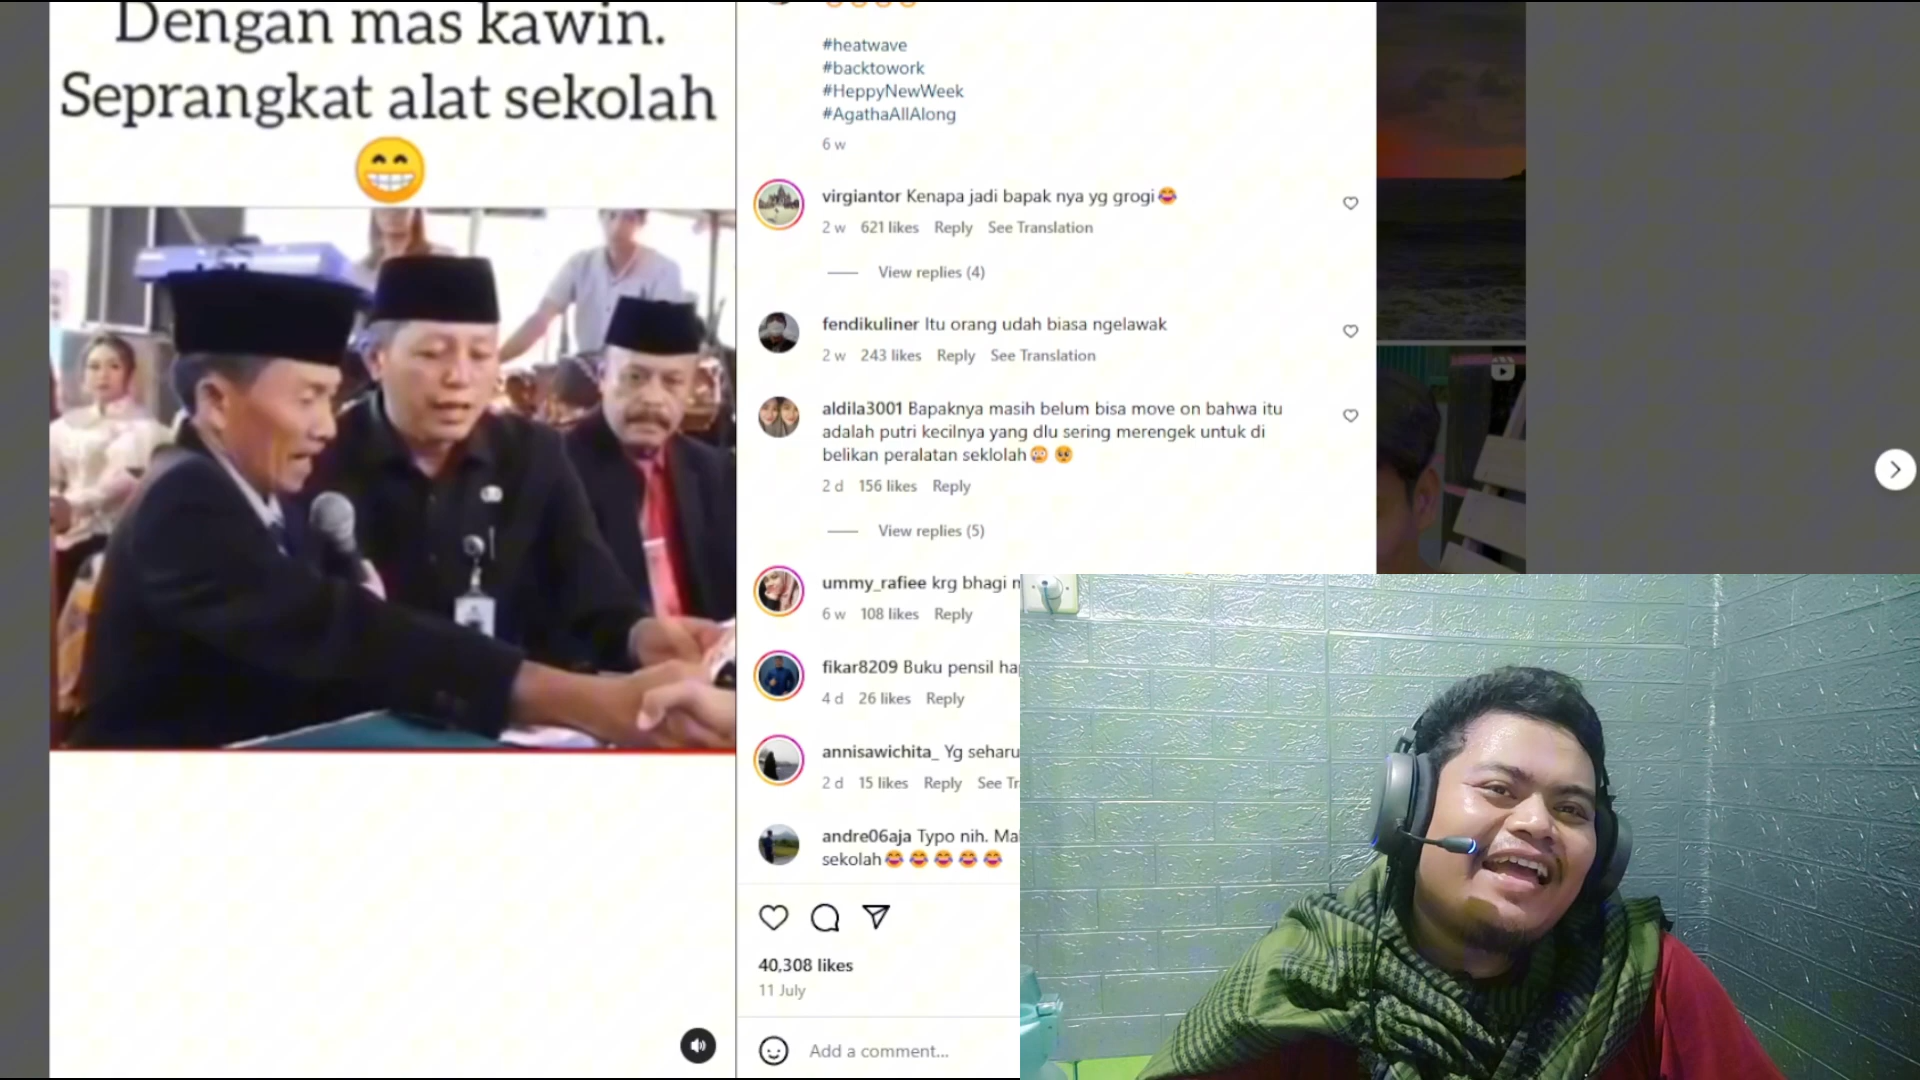 Dengan mas kawin.
Seprangkat alat sekolah
😁
#heatwave
#backtowork
#HeppyNewWeek
#AgathaAllAlong
6 w
virgiantor Kenapa jadi bapak nya yg grogi😂
2 w 621 likes Reply See Translation
View replies (4)
fendikuliner Itu orang udah biasa ngelawak
2 w 243 likes Reply See Translation
aldila3001 Bapaknya masih belum bisa move on bahwa itu
adalah putri kecilnya yang dlu sering merengek untuk di
belikan peralatan seklolah
2 d 156 likes Reply
View replies (5)
ummy_rafiee krg bhagi
6 w 108 likes Reply
fikar8209 Buku pensil
4 d 26 likes Reply
annisawichita_ Yg
2 d 15 likes Reply See
andre06aja Typo nih.
sekolah😂😂😂😂😂
40,308 likes
11 July
Add a comment...